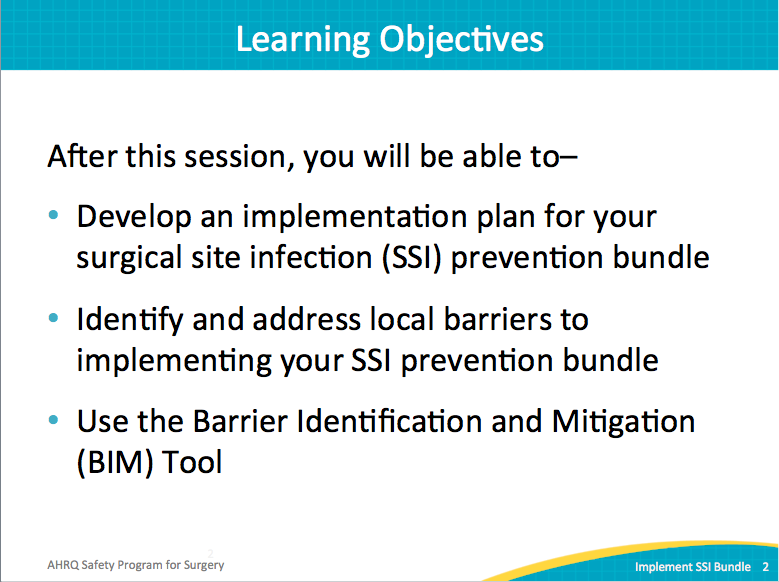 Learning Objectives
After this session, you will be able to–
• Develop an implementation plan for your
surgical site infection (SSI) prevention bundle
• Identify and address local barriers to
implementing your SSI prevention bundle
• Use the Barrier Identification and Mitigation
(BIM) Tool
2
AHRQ Safety Program for Surgery
Implement SSI Bundle 2